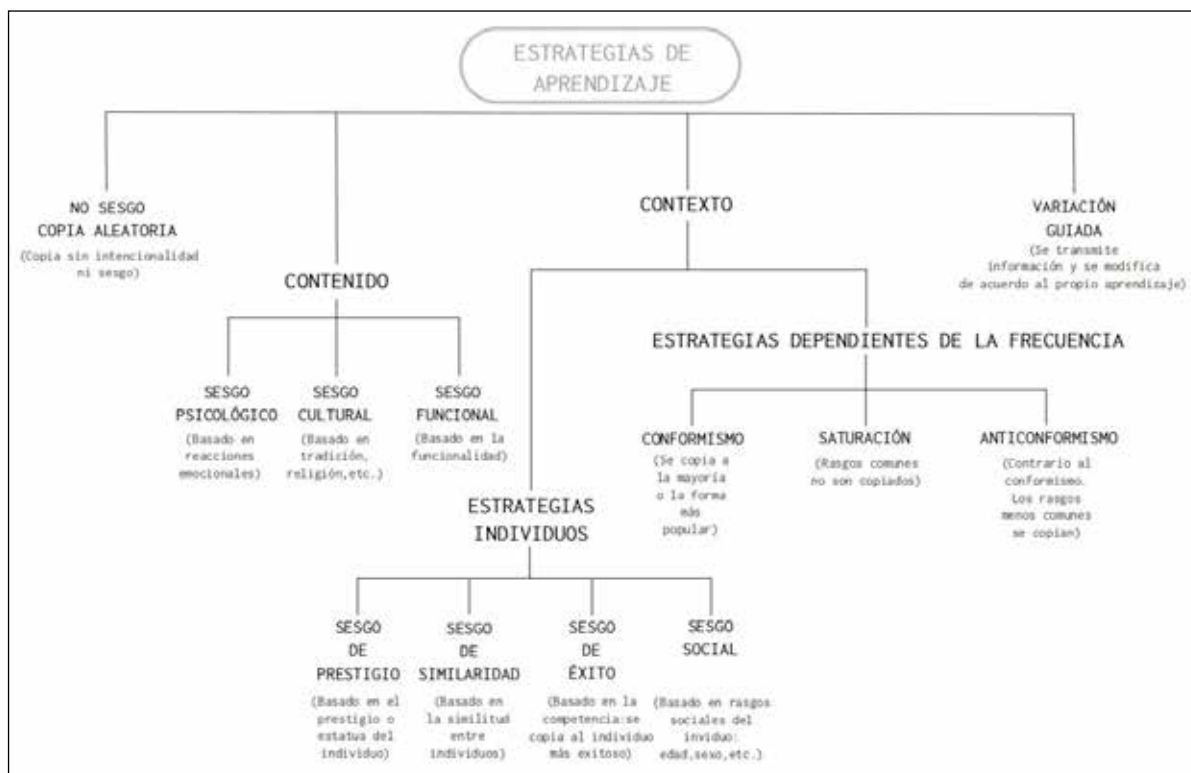 ESTRATEGIAS DE
APRENDIZAJE
NO SESGO
COPIA ALEATORIA
(Copia sin intencionalidad
ni sesgo)
CONTENIDO
SESGO
PSICOLÓGICO
(Basado en
reacciones
emocionales)
SESGO
CULTURAL
(Basado en
tradición,
religión,etc.)
SESGO
FUNCIONAL
(Basado en la
funcionalidad)
CONTEXTO
ESTRATEGIAS
INDIVIDUOS
SESGO
DE
PRESTIGIO
(Basado en el
prestigio o
estatua del
individuo)
SESGO
DE
SIMILARIDAD
(Basado en
la similitud
entre
individuos)
SESGO
DE
ÉXITO
(Basado en la
competencia:se
copia al individuo
más exitoso)
SESGO
SOCIAL
(Basado en rasgos
sociales del
inviduo:
edad,sexo,etc.)
ESTRATEGIAS DEPENDIENTES DE LA FRECUENCIA
CONFORMISMO
(Se copia a
la mayoría
o la forma
más
popular)
SATURACIÓN
(Rasgos comunes
no son copiados)
ANTICONFORMISMO
(Contrario al
conformismo.
Los rasgos
menos comunes
se copian)
VARIACIÓN
GUIADA
(Se transmite
información y se modifica
de acuerdo al propio aprendizaje)